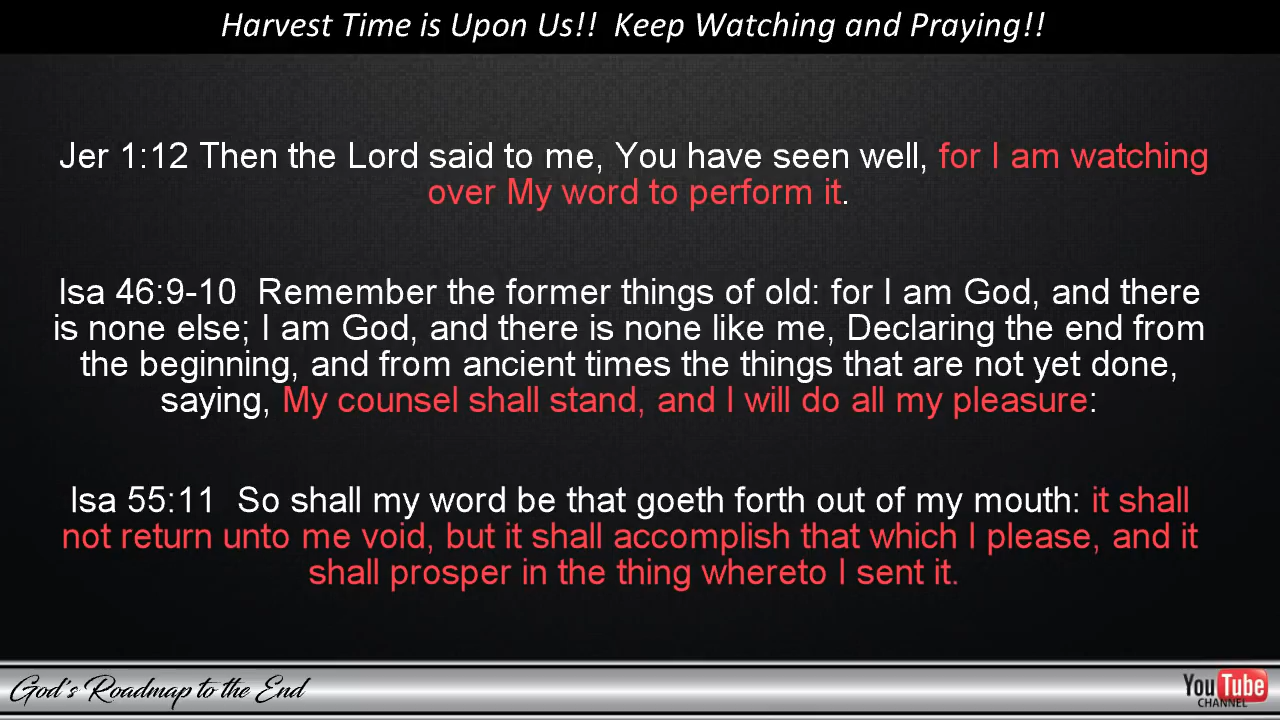 Harvest Time is Upon Us!!  Keep Watching and Praying!!
Jer 1:12 Then the Lord said to me, You have seen well, for I am watching
over My word to perform it.
Isa 46:9-10  Remember the former things of old: for I am God, and there
is none else; I am God, and there is none like me, Declaring the end from
the beginning, and from ancient times the things that are not yet done,
saying, My counsel shall stand, and I will do all my pleasure:
Isa 55:11  So shall my word be that goeth forth out of my mouth: it shall
not return unto me void, but it shall accomplish that which I please, and it
shall prosper in the thing whereto I sent it.
God's Roadmap to the End
YouTube
CHANNEL